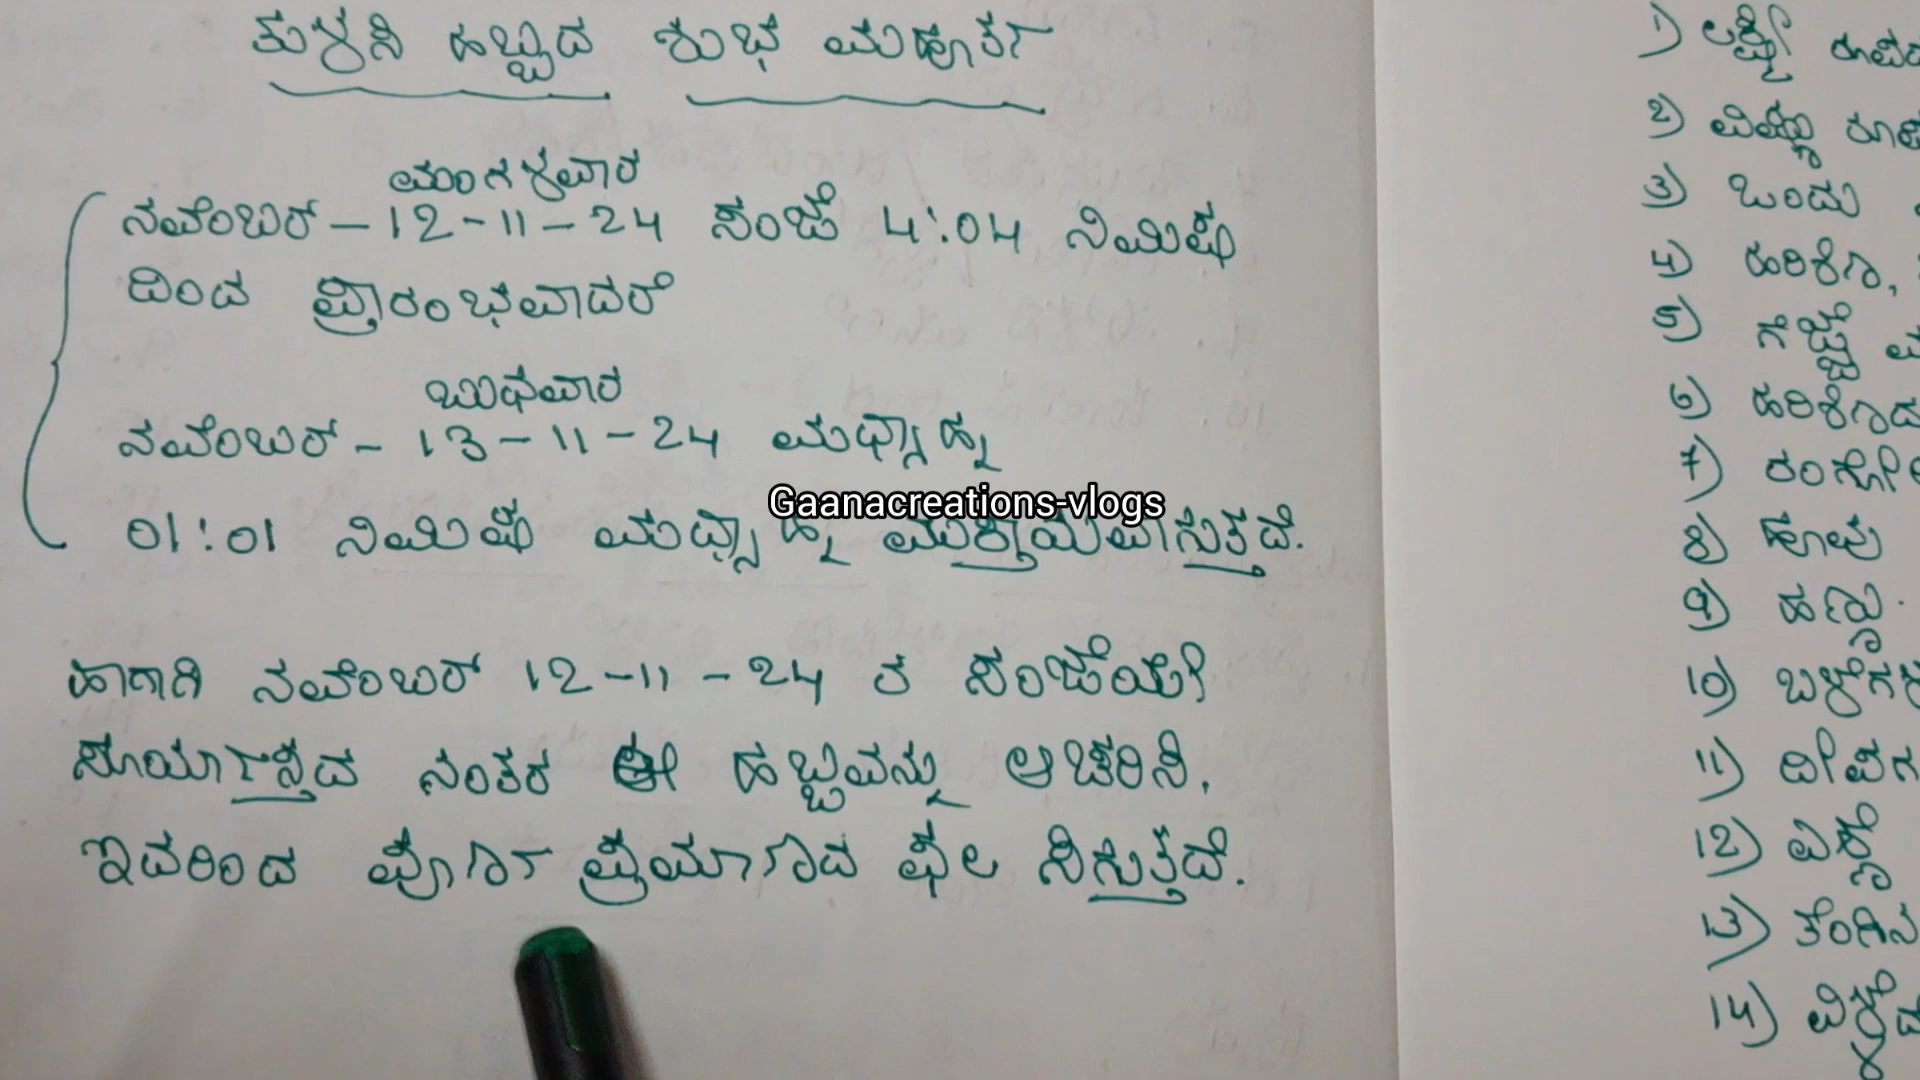 ತುಳಸಿ ಹಬ್ಬದ ಶುಭ ಮಹೂರ್ತ
ಮಂಗಳವಾರ
ನವೆಂಬರ್ – 12-11-24 ಸಂಜೆ 4:04 ನಿಮಿಷ
ದಿಂದ ಪ್ರಾರಂಭವಾದರೆ
ಬುಧವಾರ
ನವೆಂಬರ್ - 13-11-24 ಮಧ್ಯಾಹ್ನ
Gaanacreations-vlogs
01:01 ನಿಮಿಷ ಮಧ್ಯಾಹ್ನ ಮುಕ್ತಾಯವಾಗುತ್ತದೆ.
ಹಾಗಾಗಿ ನವೆಂಬರ್ 12-11-24 ರ ಸಂಜೆಯೇ
ಸೂರ್ಯಾಸ್ತದ ನಂತರ ಈ ಹಬ್ಬವನ್ನು ಆಚರಿಸಿ.
ಇದರಿಂದ ಪೂರ್ಣ ಪ್ರಮಾಣದ ಫಲ ಸಿಗುತ್ತದೆ.
1) ಲಕ್ಷ್ಮೀ
2) ವಿಷ್ಣು
3) ಒಂದು
4) ಹರಿಶಿಣ,
5) ಗೆಜ್ಜೆ
6)
7)
8) ಹೂವು
9) ಹಣ್ಣು.
10)
11)
12)
13)
14)